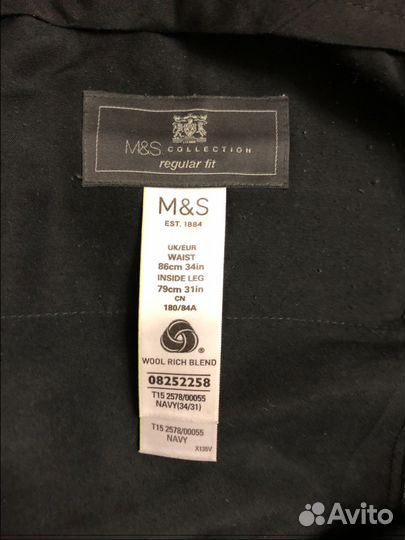 M&S COLLECTION
regular fit
M&S
EST. 1884
UK/EUR
WAIST
86cm 34in
INSIDE LEG
79cm 31in
CN
180/84A
WOOL RICH BLEND
08252258
T15 2578/00055
NAVY(34/31)
T15 2578/00055
NAVY
X135V
Avito